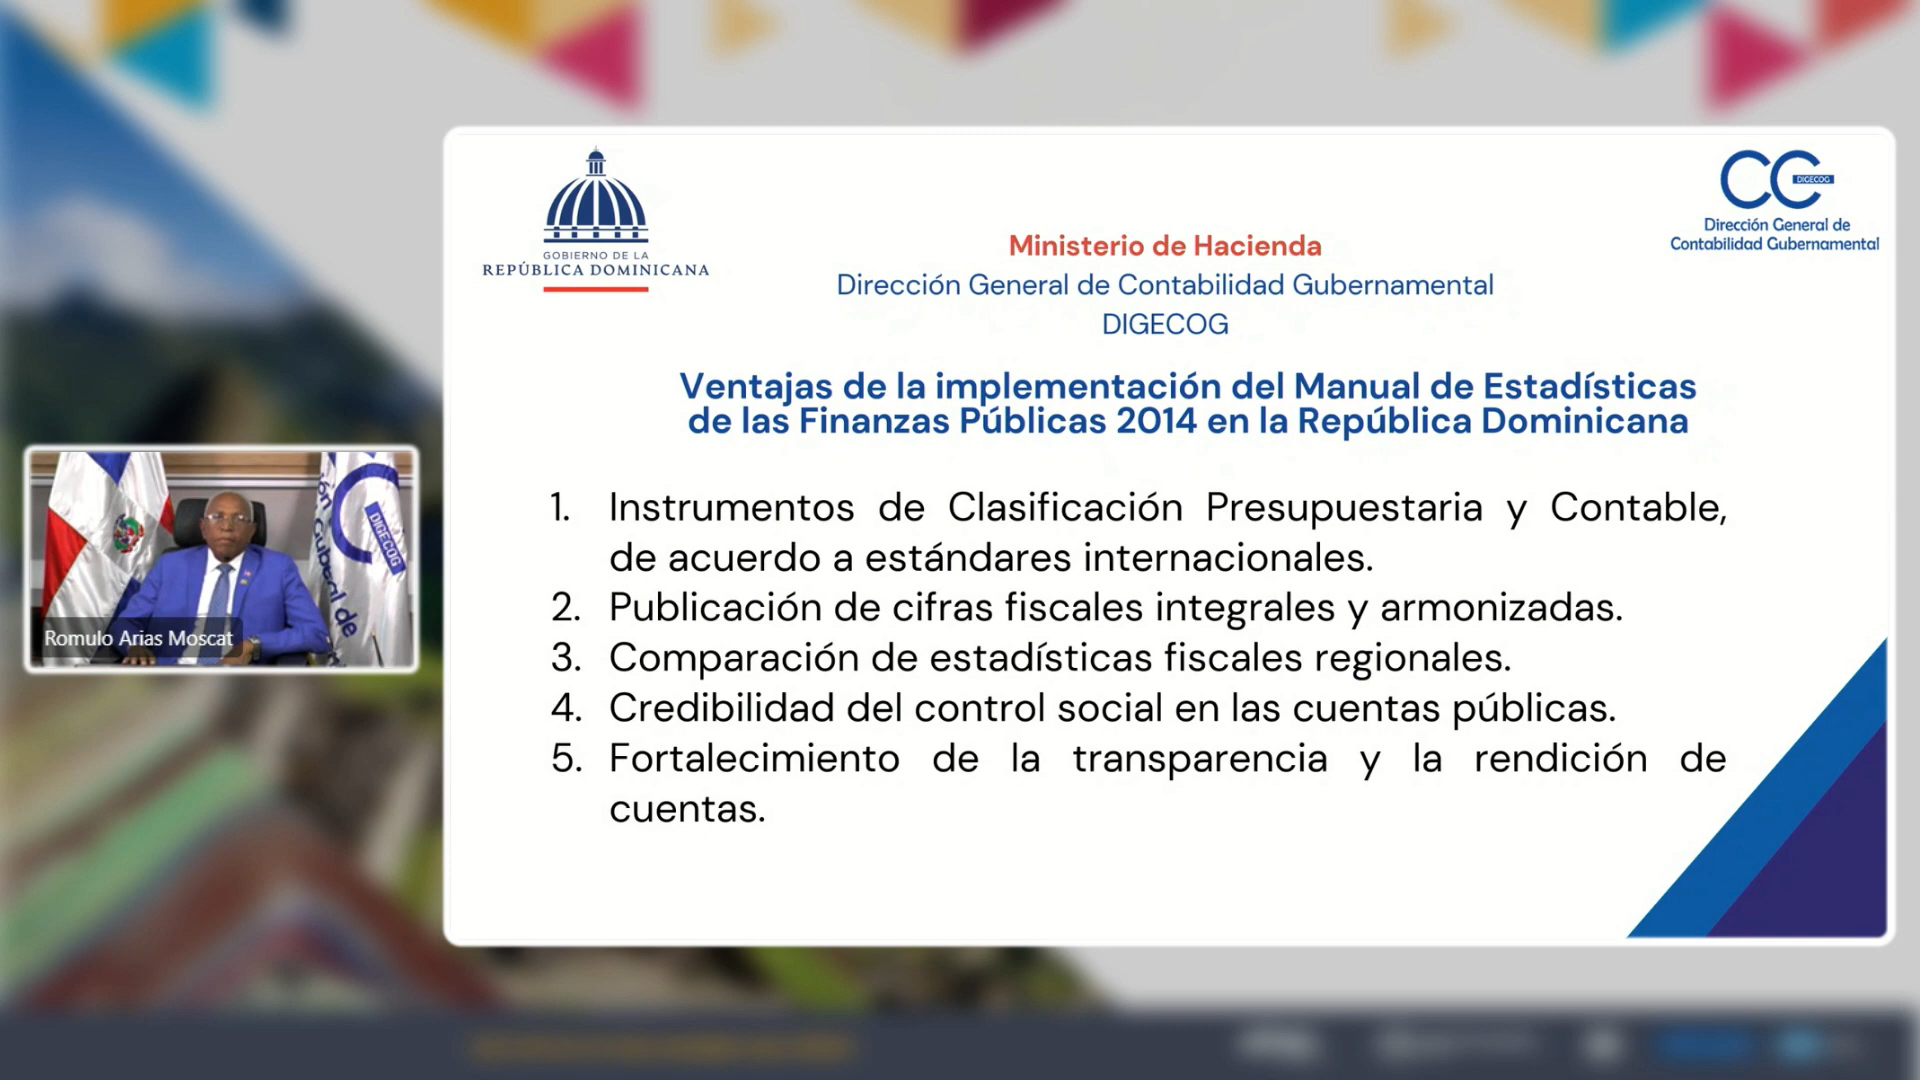 GOBIERNO DE LA
REPÚBLICA DOMINICANA
DIGECOG
Dirección General de
Contabilidad Gubernamental
Ministerio de Hacienda
Dirección General de Contabilidad Gubernamental
DIGECOG
Ventajas de la implementación del Manual de Estadísticas
de las Finanzas Públicas 2014 en la República Dominicana
1. Instrumentos de Clasificación Presupuestaria y Contable,
de acuerdo a estándares internacionales.
2. Publicación de cifras fiscales integrales y armonizadas.
3. Comparación de estadísticas fiscales regionales.
4. Credibilidad del control social en las cuentas públicas.
5. Fortalecimiento de la transparencia y la rendición de
cuentas.
DIGECOG
Romulo Arias Moscat